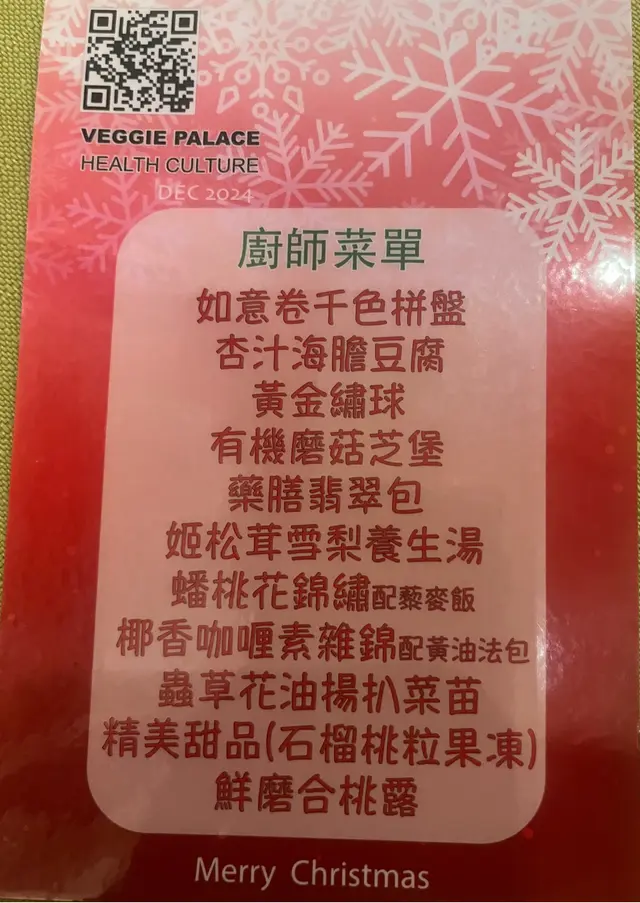 VEGGIE PALACE
HEALTH CULTURE
DEC 2024
廚師菜單
如意卷千色拼盤
杏汁海膽豆腐
黃金繡球
有機磨菇芝堡
藥膳翡翠包
姬松茸雪梨養生湯
蟠桃花錦繡配藜麥飯
椰香咖喱素雜錦配黃油法包
蟲草花油揚扒菜苗
精美甜品(石榴桃粒果凍)
鮮磨合桃露
Merry Christmas